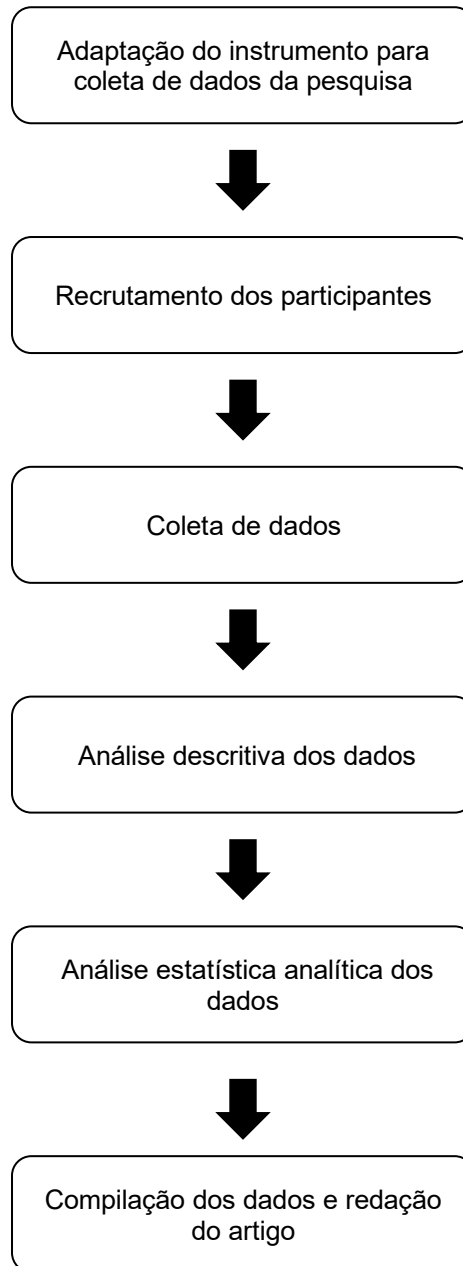 Adaptação do instrumento para
coleta de dados da pesquisa
Recrutamento dos participantes
Coleta de dados
Análise descritiva dos dados
Análise estatística analítica dos
dados
Compilação dos dados e redação
do artigo